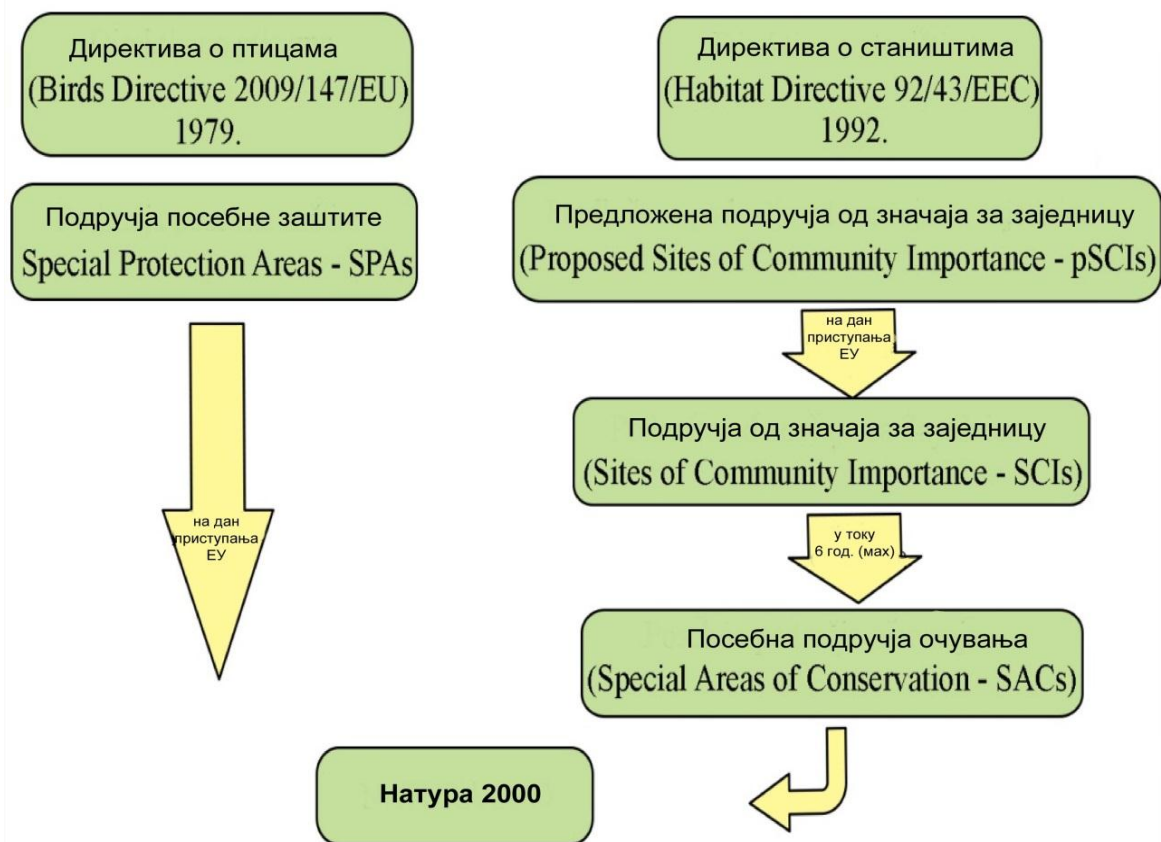 Директива о птицама
(Birds Directive 2009/147/EU)
1979.
Подручја посебне заштите
Special Protection Areas - SPAs
на дан
приступања
ЕУ
Директива о стаништима
(Habitat Directive 92/43/EEC)
1992.
Предложена подручја од значаја за заједницу
(Proposed Sites of Community Importance - pSCIs)
на дан
приступања
ЕУ
Подручја од значаја за заједницу
(Sites of Community Importance - SCIs)
у току
6 год. (мах)
Посебна подручја очувања
(Special Areas of Conservation - SACs)
Натура 2000